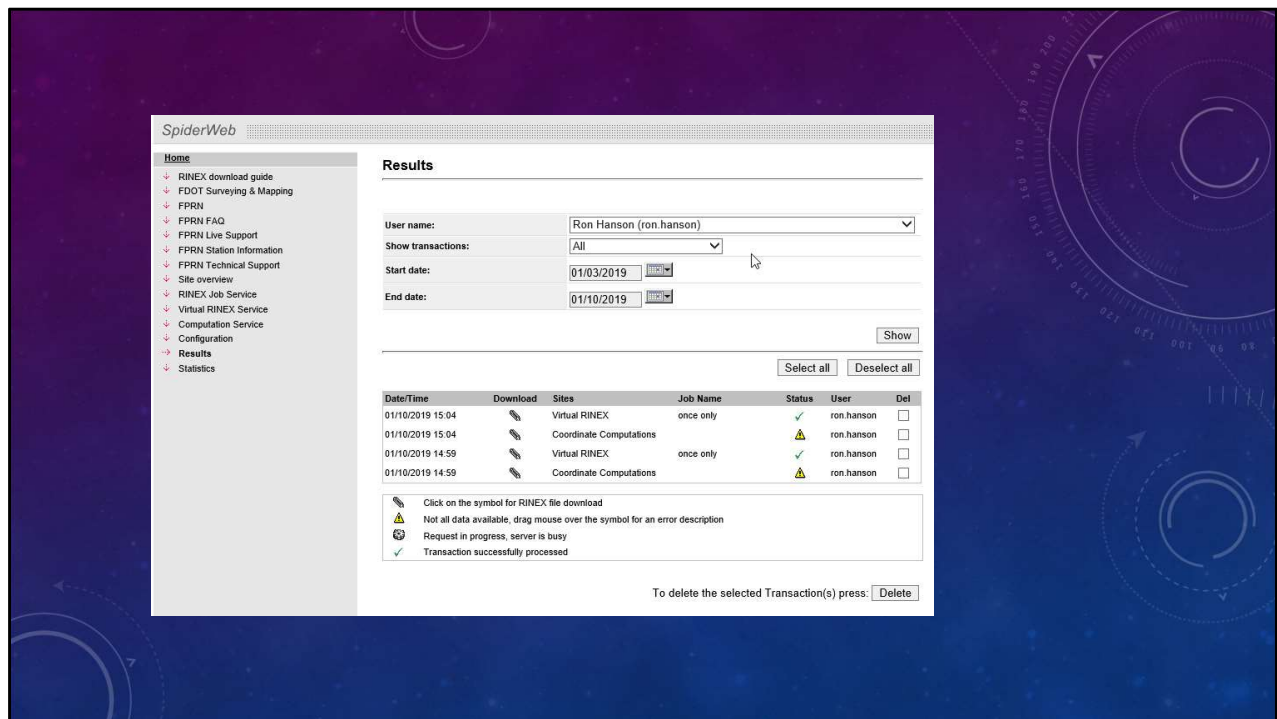 SpiderWeb
Home
RINEX download guide
FDOT Surveying & Mapping
FPRN
FPRN FAQ
FPRN Live Support
FPRN Station Information
FPRN Technical Support
Site overview
RINEX Job Service
Virtual RINEX Service
Computation Service
Configuration
Results
Statistics
Results
User name: Ron Hanson (ron.hanson)
Show transactions: All
Start date: 01/03/2019
End date: 01/10/2019
Show
Select all Deselect all
Date/Time Download Sites Job Name Status User Del
01/10/2019 15:04 Virtual RINEX once only ron.hanson
01/10/2019 15:04 Coordinate Computations ron.hanson
01/10/2019 14:59 Virtual RINEX once only ron.hanson
01/10/2019 14:59 Coordinate Computations ron.hanson
Click on the symbol for RINEX file download
Not all data available, drag mouse over the symbol for an error description
Request in progress, server is busy
Transaction successfully processed
To delete the selected Transaction(s) press: Delete
200
190
170
160
150
140